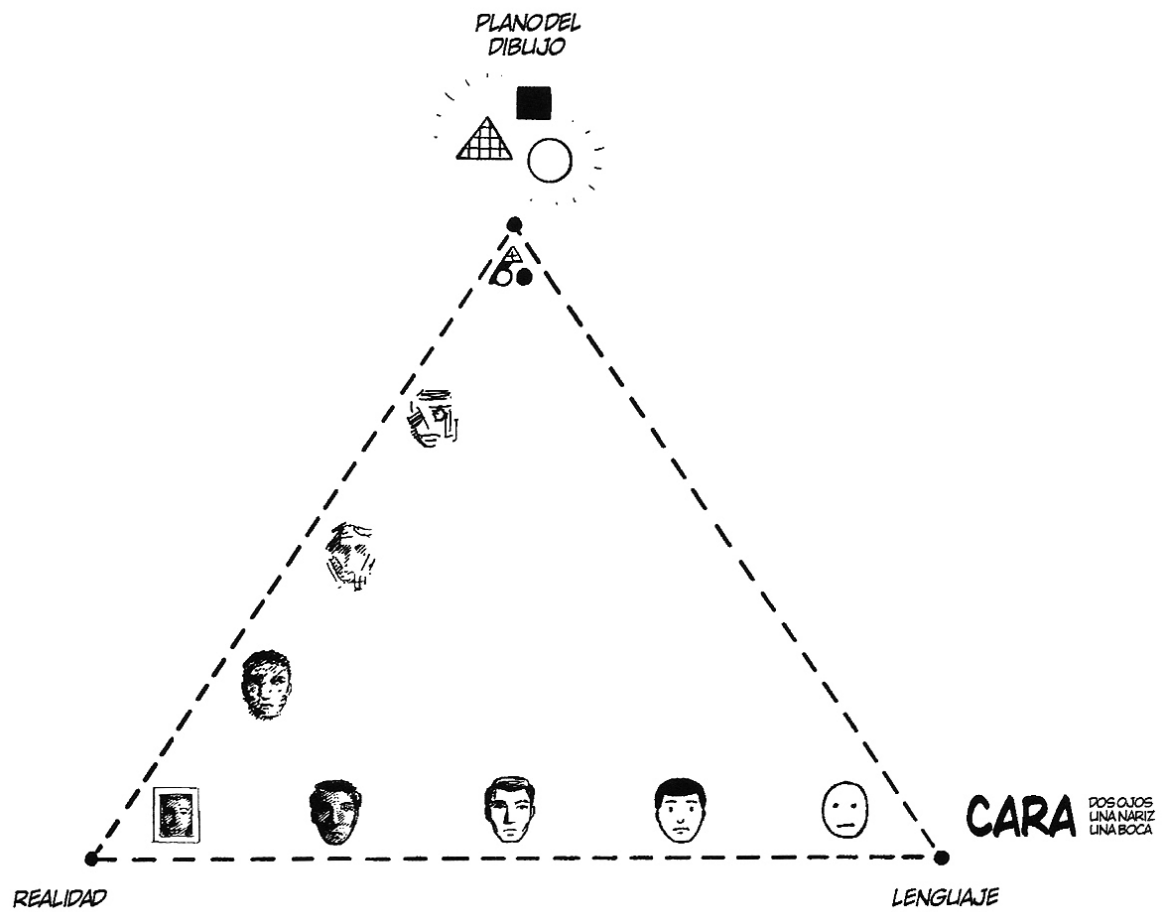 PLANO DEL
DIBUJO
CARA
DOS OJOS
UNA NARIZ
UNA BOCA
REALIDAD
LENGUAJE